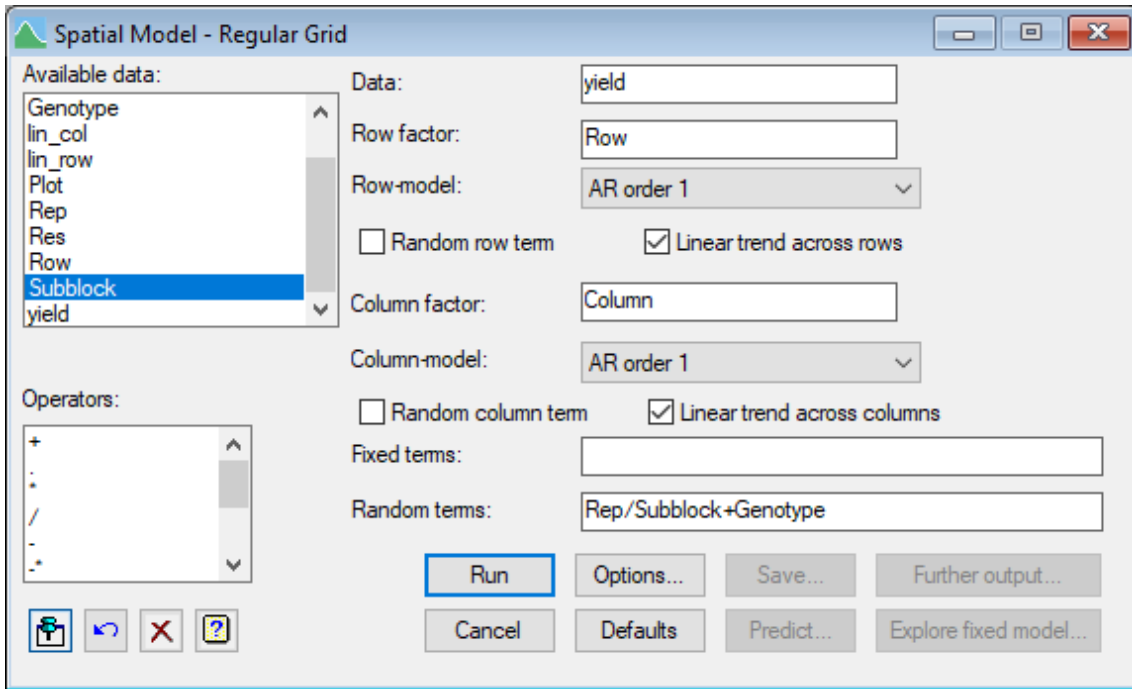 Spatial Model - Regular Grid
Available data:
Genotype
lin_col
lin_row
Plot
Rep
Res
Row
Subblock
yield
Data:
yield
Row factor:
Row
Row-model:
AR order 1
Random row term
Linear trend across rows
Column factor:
Column
Column-model:
AR order 1
Random column term
Linear trend across columns
Operators:
+
.
*
/
-
-*
Fixed terms:
Random terms:
Rep/Subblock+Genotype
Run
Options...
Save...
Further output...
Cancel
Defaults
Predict...
Explore fixed model...
?